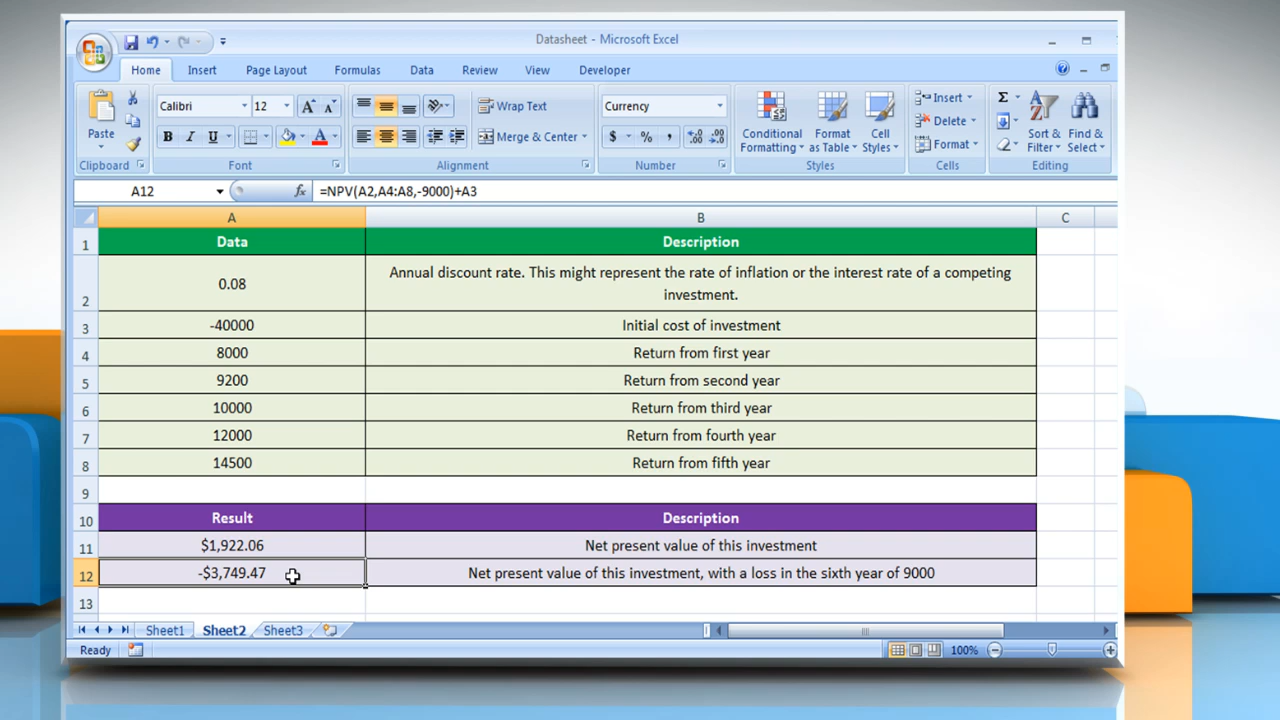 Datasheet - Microsoft Excel
Home Insert Page Layout Formulas Data Review View Developer
Calibri 12 A A Wrap Text Currency Insert Σ
Paste B I U A Merge & Center $ % , .0 .00 .00 .0 Conditional Formatting Format as Table Cell Styles Delete Format Sort & Filter Find & Select
Clipboard Font Alignment Number Styles Cells Editing
A12 fx =NPV(A2,A4:A8,-9000)+A3
A B C
1 Data Description
2 0.08 Annual discount rate. This might represent the rate of inflation or the interest rate of a competing
investment.
3 -40000 Initial cost of investment
4 8000 Return from first year
5 9200 Return from second year
6 10000 Return from third year
7 12000 Return from fourth year
8 14500 Return from fifth year
9
10 Result Description
11 $1,922.06 Net present value of this investment
12 -$3,749.47 Net present value of this investment, with a loss in the sixth year of 9000
13
Sheet1 Sheet2 Sheet3
Ready 100%